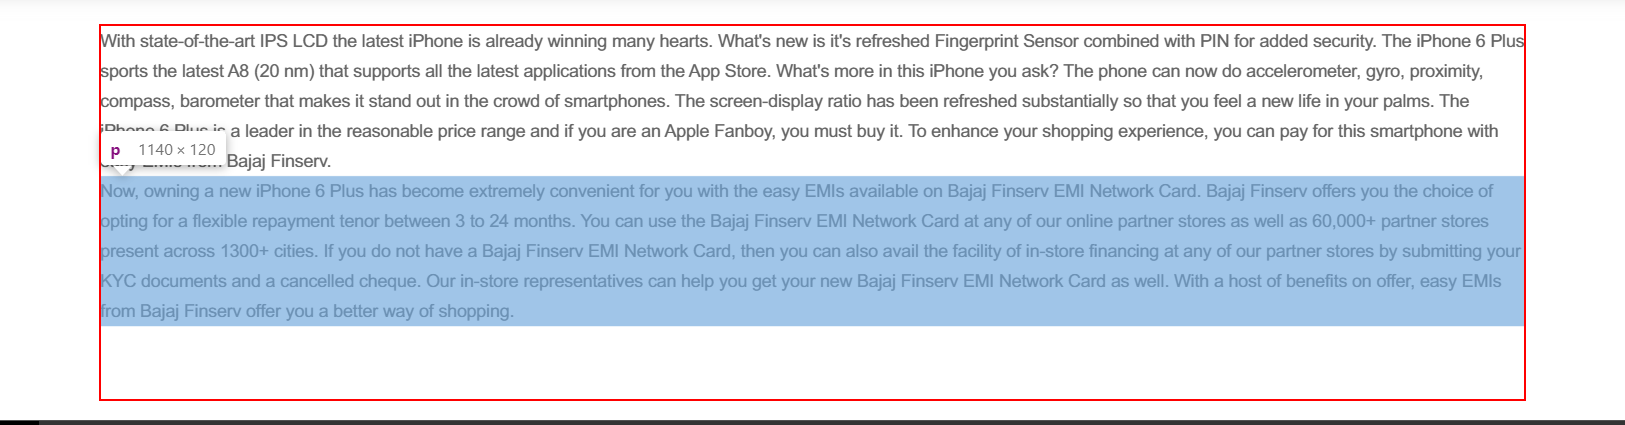 With state-of-the-art IPS LCD the latest iPhone is already winning many hearts. What's new is it's refreshed Fingerprint Sensor combined with PIN for added security. The iPhone 6 Plus
sports the latest A8 (20 nm) that supports all the latest applications from the App Store. What's more in this iPhone you ask? The phone can now do accelerometer, gyro, proximity,
compass, barometer that makes it stand out in the crowd of smartphones. The screen-display ratio has been refreshed substantially so that you feel a new life in your palms. The
iPhone 6 Plus is a leader in the reasonable price range and if you are an Apple Fanboy, you must buy it. To enhance your shopping experience, you can pay for this smartphone with
p 1140 × 120
Bajaj Finserv.
Now, owning a new iPhone 6 Plus has become extremely convenient for you with the easy EMIs available on Bajaj Finserv EMI Network Card. Bajaj Finserv offers you the choice of
opting for a flexible repayment tenor between 3 to 24 months. You can use the Bajaj Finserv EMI Network Card at any of our online partner stores as well as 60,000+ partner stores
present across 1300+ cities. If you do not have a Bajaj Finserv EMI Network Card, then you can also avail the facility of in-store financing at any of our partner stores by submitting your
KYC documents and a cancelled cheque. Our in-store representatives can help you get your new Bajaj Finserv EMI Network Card as well. With a host of benefits on offer, easy EMIs
from Bajaj Finserv offer you a better way of shopping.